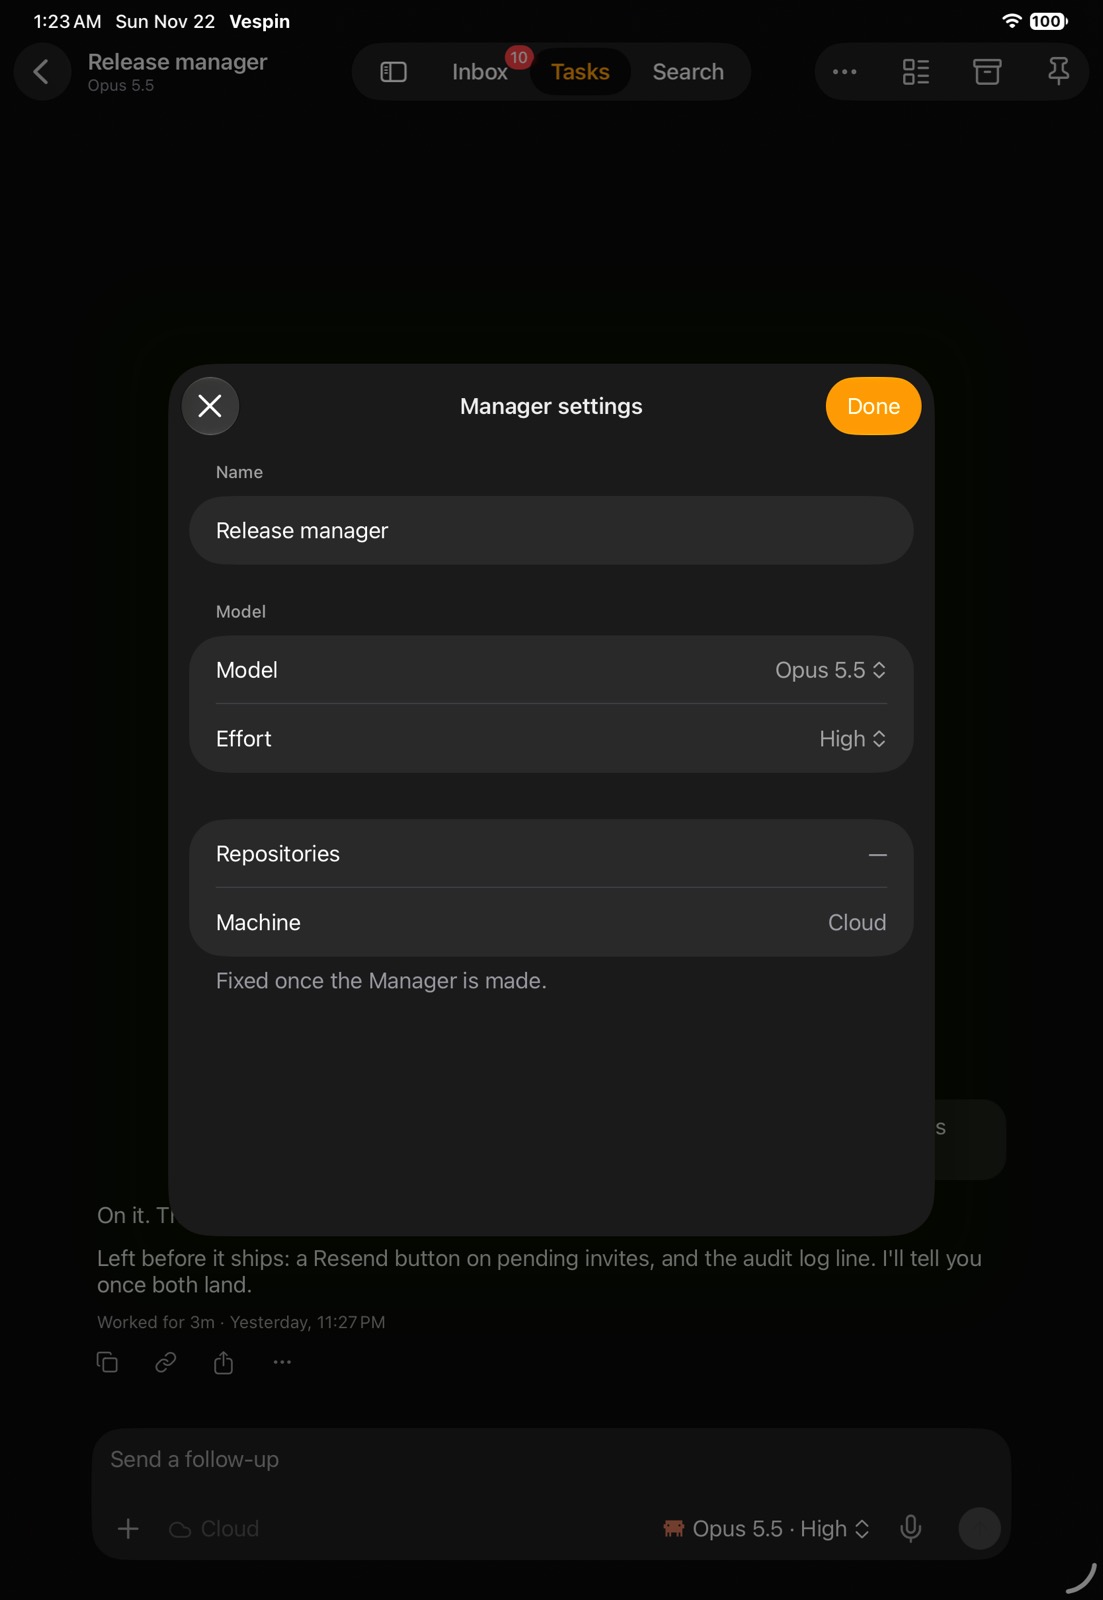 1:23 AM Sun Nov 22 Vespin
100
Release manager
Opus 5.5
Inbox
10
Tasks
Search
Manager settings
Done
Name
Release manager
Model
Model
Opus 5.5
Effort
High
Repositories
—
Machine
Cloud
Fixed once the Manager is made.
s
On it. Th
Left before it ships: a Resend button on pending invites, and the audit log line. I'll tell you
once both land.
Worked for 3m · Yesterday, 11:27 PM
Send a follow-up
Cloud
Opus 5.5 · High